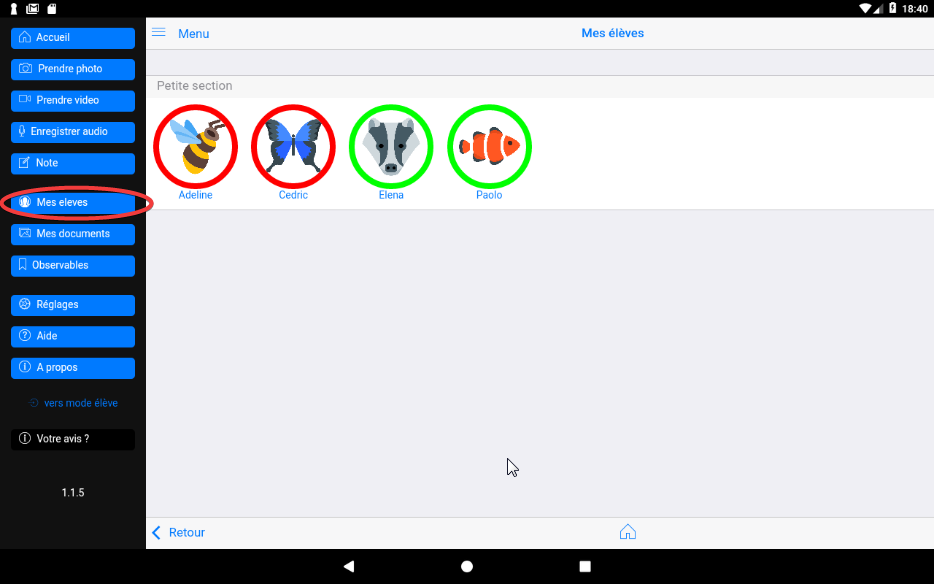 18:40
Accueil
Prendre photo
Prendre video
Enregistrer audio
Note
Mes eleves
Mes documents
Observables
Réglages
Aide
A propos
vers mode élève
Votre avis ?
1.1.5
Menu
Mes élèves
Petite section
Adeline
Cedric
Elena
Paolo
Retour